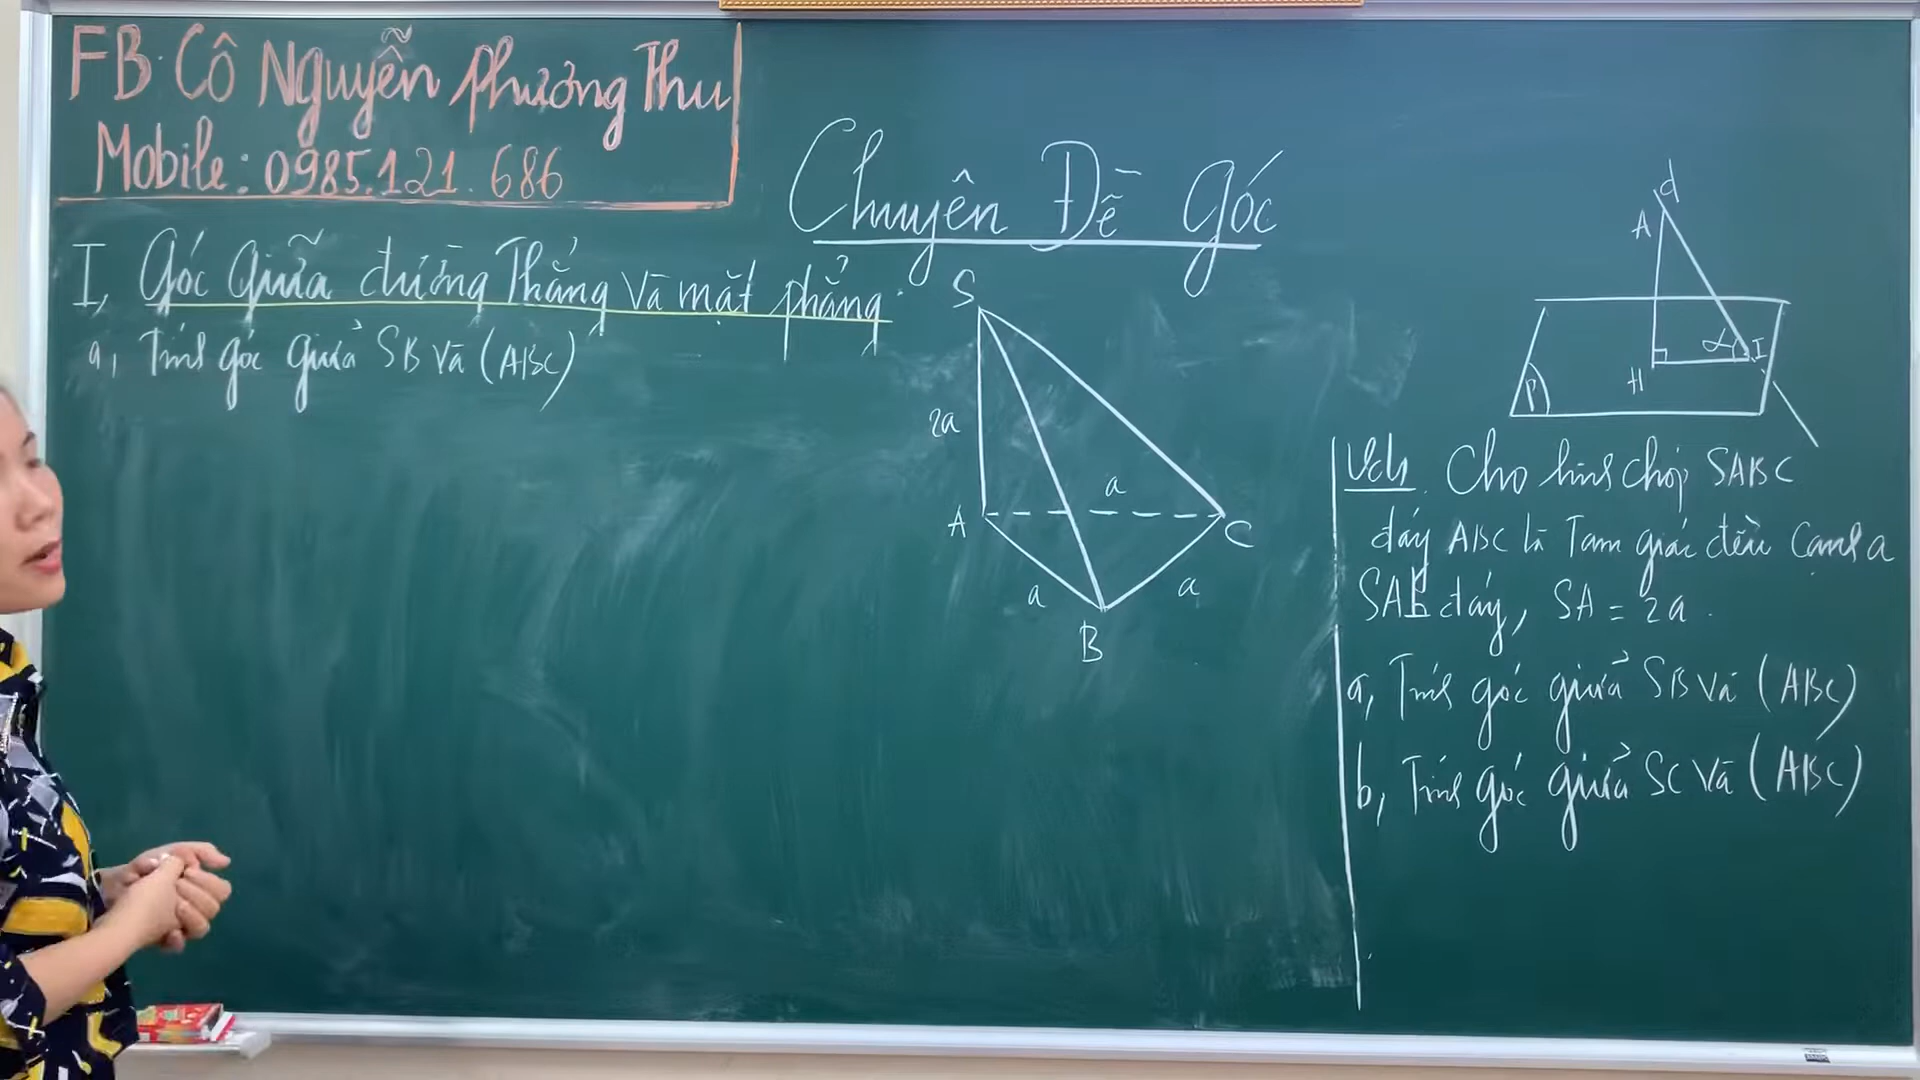 FB: Cô Nguyễn Phương Thu
Mobile: 0985.121.686
Chuyên Đề Góc
I, Góc Giữa đường Thẳng và mặt phẳng
a, Tính góc giữa SB và (ABC)
S
2a
A
a
C
a
a
B
d
A
H
α
I
P
Cho hình chóp SABC
đáy ABC là Tam giác đều cạnh a
SA⊥đáy, SA = 2a.
a, Tính góc giữa SB và (ABC)
b, Tính góc giữa SC và (ABC)